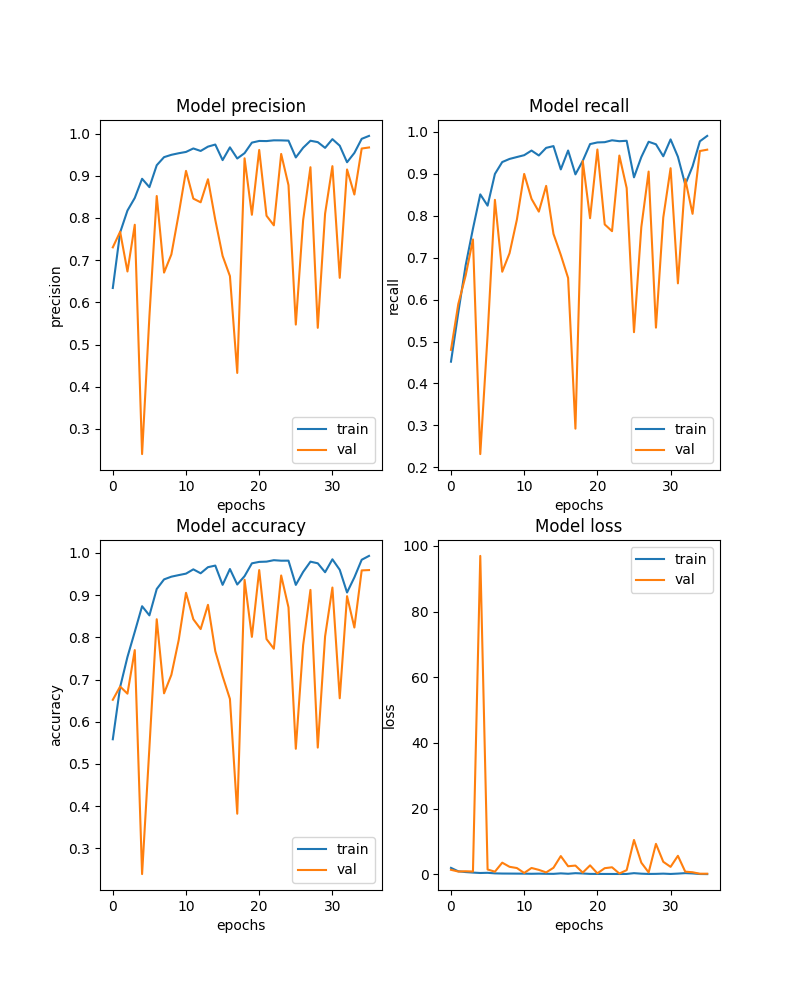 Model precision
Model recall
1.0
0.9
0.8
0.7
0.6
0.5
0.4
0.3
precision
0 10 20 30
epochs
train
val
1.0
0.9
0.8
0.7
0.6
0.5
0.4
0.3
0.2
recall
0 10 20 30
epochs
train
val
Model accuracy
Model loss
1.0
0.9
0.8
0.7
0.6
0.5
0.4
0.3
accuracy
0 10 20 30
epochs
train
val
100
80
60
40
20
0
loss
0 10 20 30
epochs
train
val